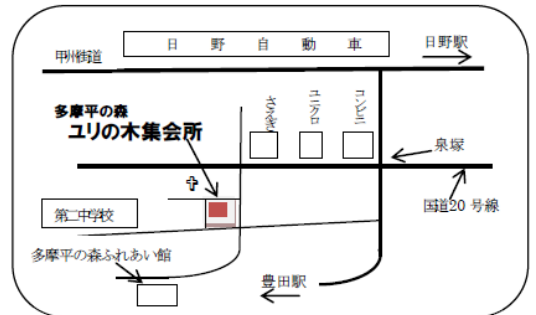 日野自動車
日野駅
甲州街道
さえき
ユニクロ
コンビニ
多摩平の森
ユリの木集会所
泉塚
国道20号線
第二中学校
多摩平の森ふれあい館
豊田駅